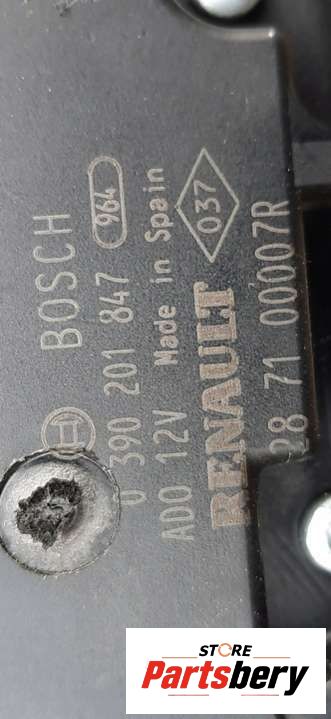 BOSCH
0 390 201 847 964
ADO 12V Made in Spain
RENAULT 037
28 71 00007R
STORE
Partsbery